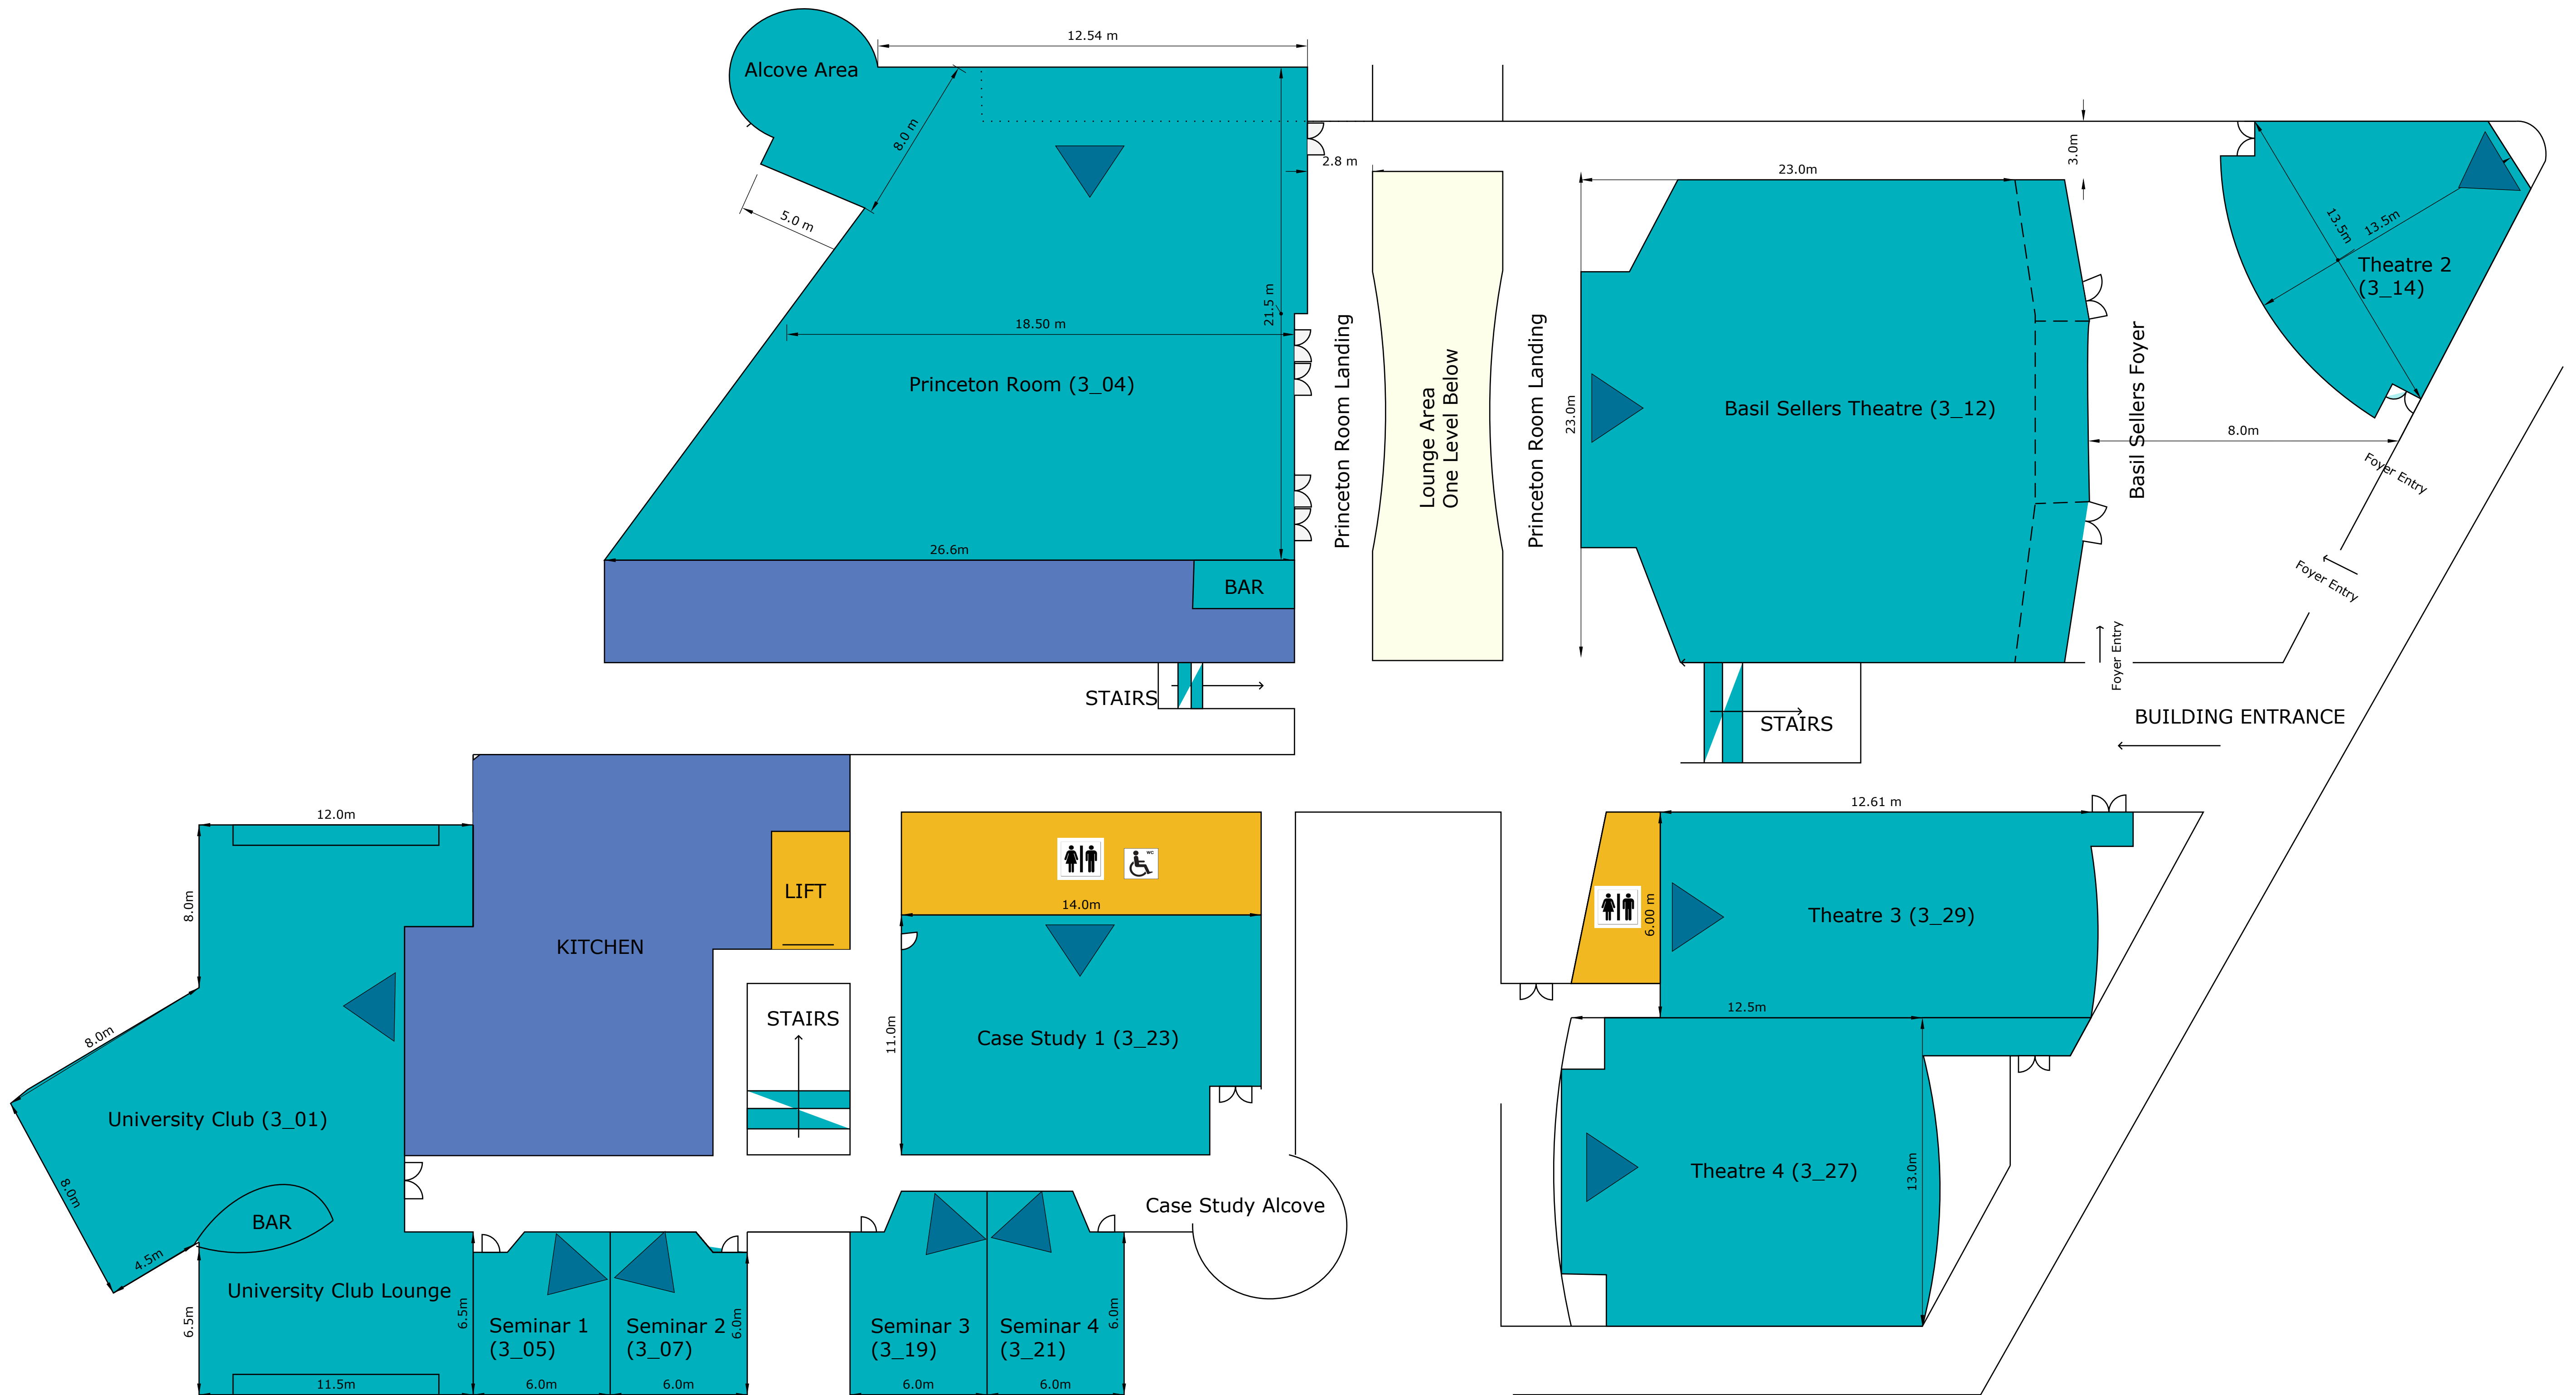 12.54 m
Alcove Area
8.0 m
5.0 m
2.8 m
23.0m
3.0m
13.5m
13.5m
Theatre 2
(3_14)
21.5 m
18.50 m
Princeton Room (3_04)
Princeton Room Landing
Lounge Area
One Level Below
Princeton Room Landing
23.0m
Basil Sellers Theatre (3_12)
Basil Sellers Foyer
8.0m
Foyer Entry
26.6m
BAR
Foyer Entry
Foyer Entry
STAIRS
STAIRS
BUILDING ENTRANCE
12.0m
8.0m
KITCHEN
LIFT
WC
14.0m
12.61 m
6.00 m
Theatre 3 (3_29)
8.0m
STAIRS
11.0m
Case Study 1 (3_23)
12.5m
University Club (3_01)
8.0m
BAR
4.5m
Case Study Alcove
Theatre 4 (3_27)
13.0m
University Club Lounge
6.5m
6.5m
Seminar 1
(3_05)
Seminar 2
(3_07)
6.0m
Seminar 3
(3_19)
Seminar 4
(3_21)
6.0m
11.5m
6.0m
6.0m
6.0m
6.0m